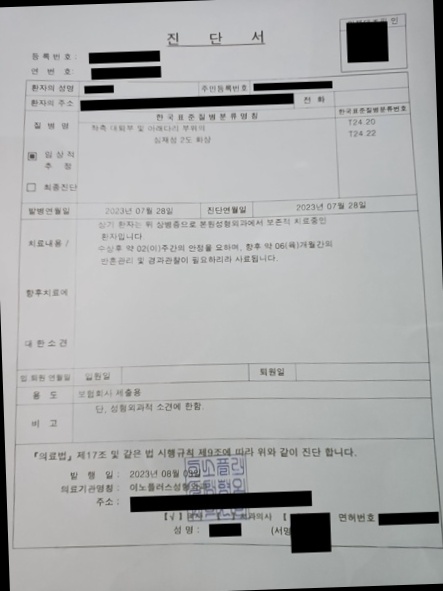 진 단 서
등록번호 :
연 번 호:
환자의 성명
주민등록번호
환자의 주소
전 화
질 병 명
한국표준질병분류명칭
한국표준질병분류번호
좌측 대퇴부 및 아래다리 부위의
심재성 2도 화상
T24.20
T24.22
임상적
추 정
최종진단
발병연월일
2023년 07월 28일
진단연월일
2023년 07월 28일
치료내용 /
향후치료에
대한소견
상기 환자는 위 상병증으로 본원성형외과에서 보존적 치료중인
환자입니다
수상후 약 02(이)주간의 안정을 요하며, 향후 약 06(육)개월간의
반흔관리 및 경과관찰이 필요하리라 사료됩니다.
입.퇴원 연월일
입원일
퇴원일
용 도
보험회사 제출용
비 고
단, 성형외과적 소견에 한함.
『의료법』 제17조 및 같은 법 시행규칙 제9조에 따라 위와 같이 진단 합니다.
발 행 일 : 2023년 08월
의료기관명칭 : 이노플러스성형
주소 :
[ √ ]
치과의사 [
면허번호
성 명 :
(서명